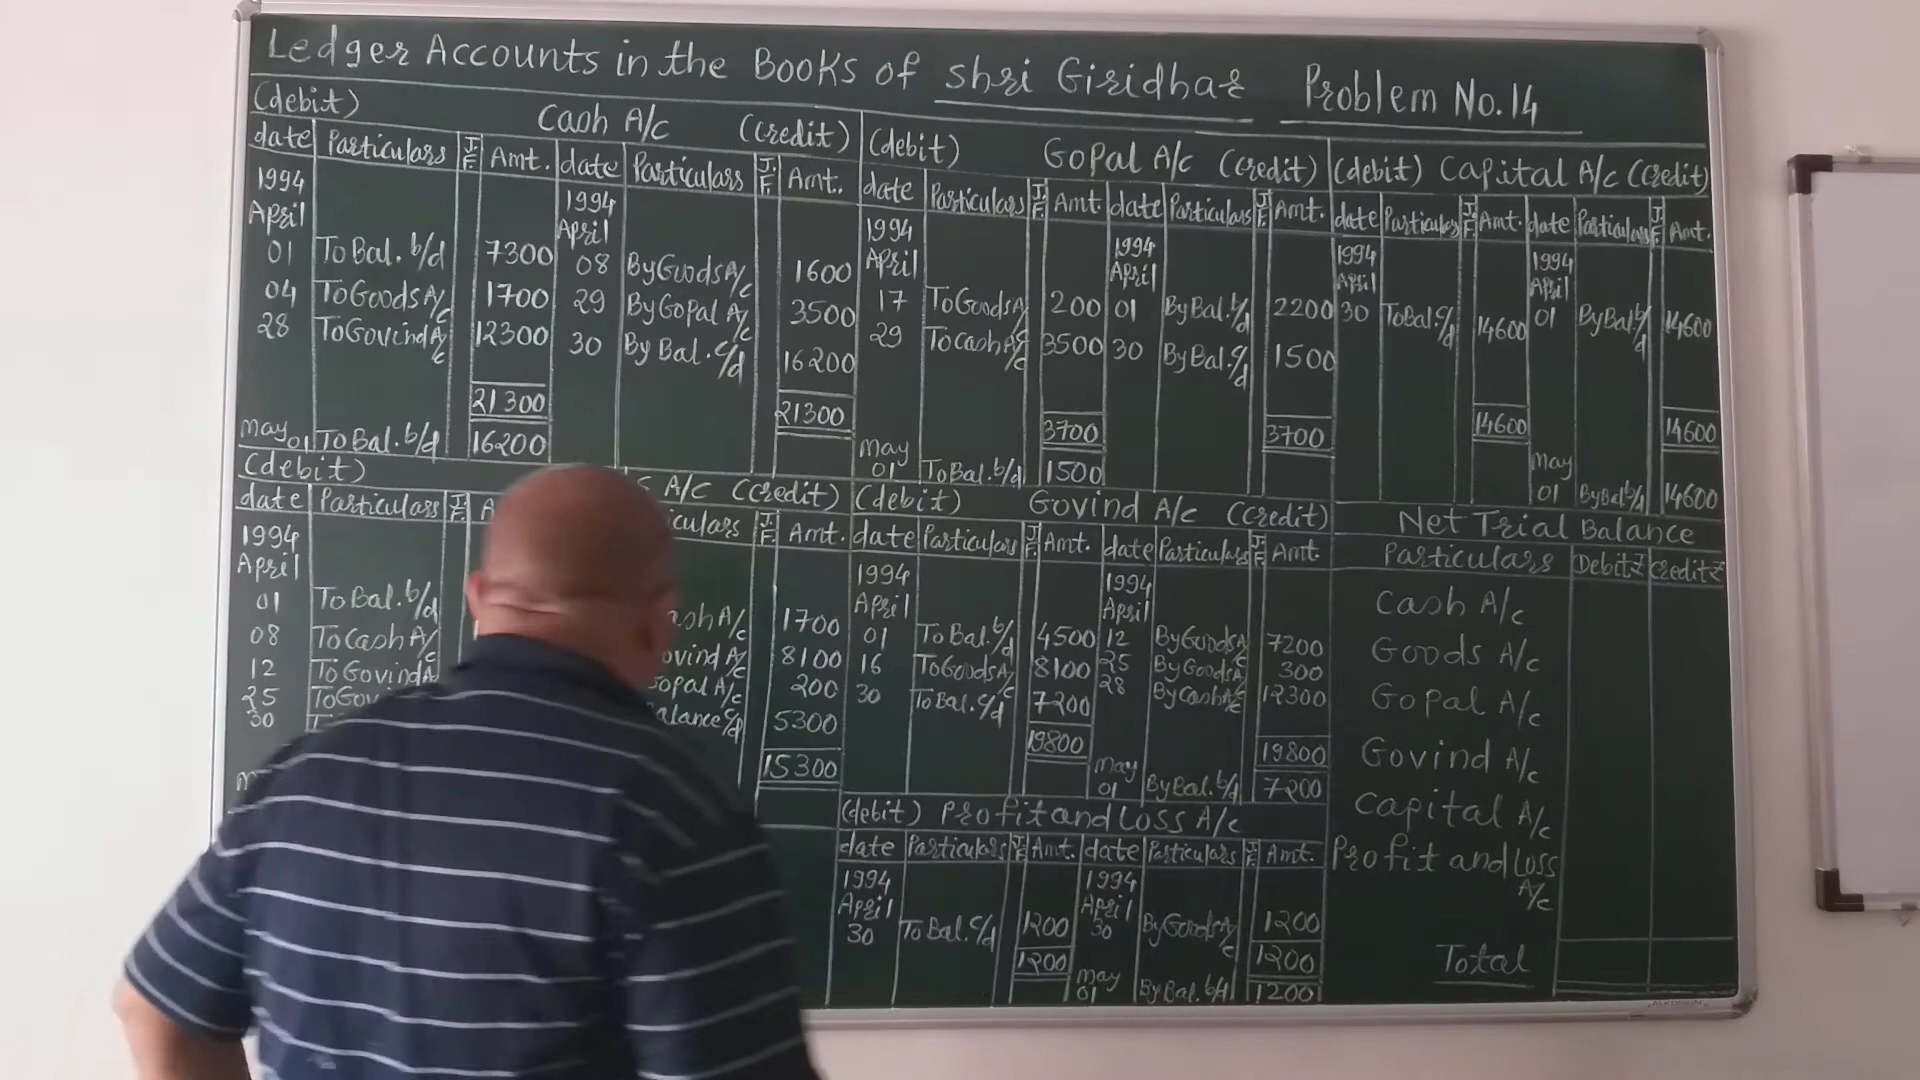 Ledger Accounts in the Books of Shri Giridhar Problem No.14
(debit) Cash A/c (credit)
date Particulars J.F. Amt. date Particulars J.F. Amt.
1994 April 1994 April
01 To Bal. b/d 7300 08 By Goods A/c 1600
04 To Goods A/c 1700 29 By Gopal A/c 3500
28 To Govind A/c 12300 30 By Bal. c/d 16200
21300 21300
May 01 To Bal. b/d 16200
(debit) Gopal A/c (credit)
date Particulars J.F. Amt. date Particulars J.F. Amt.
1994 April 1994 April
17 To Goods A/c 200 01 By Bal. b/d 2200
29 To Cash A/c 3500 30 By Bal. c/d 1500
3700 3700
May 01 To Bal. b/d 1500
(debit) Capital A/c (credit)
date Particulars J.F. Amt. date Particulars J.F. Amt.
1994 April 1994 April
30 To Bal. c/d 14600 01 By Bal. b/d 14600
14600 14600
May 01 By Bal b/d 14600
(debit) A/c (credit)
date Particulars J.F. J.F. Amt.
1994 April
01 To Bal. b/d 1700
08 To Cash A/c 8100
12 To Govind A/c 200
25 5300
30 15300
(debit) Govind A/c (credit)
date Particulars J.F. Amt. date Particulars J.F. Amt.
1994 April 1994 April
01 To Bal. b/d 4500 12 By Goods A/c 7200
16 To Goods A/c 8100 25 By Goods A/c 300
30 To Bal. c/d 7200 28 By Cash A/c 12300
19800 19800
May 01 By Bal. b/d 7200
(debit) Profit and Loss A/c
date Particulars J.F. Amt. date Particulars J.F. Amt.
1994 April 1994 April
30 To Bal. c/d 1200 30 By Goods A/c 1200
1200 1200
May 01 By Bal. b/d 1200
Net Trial Balance
Particulars Debit ₹ Credit ₹
Cash A/c
Goods A/c
Gopal A/c
Govind A/c
Capital A/c
Profit and Loss A/c
Total